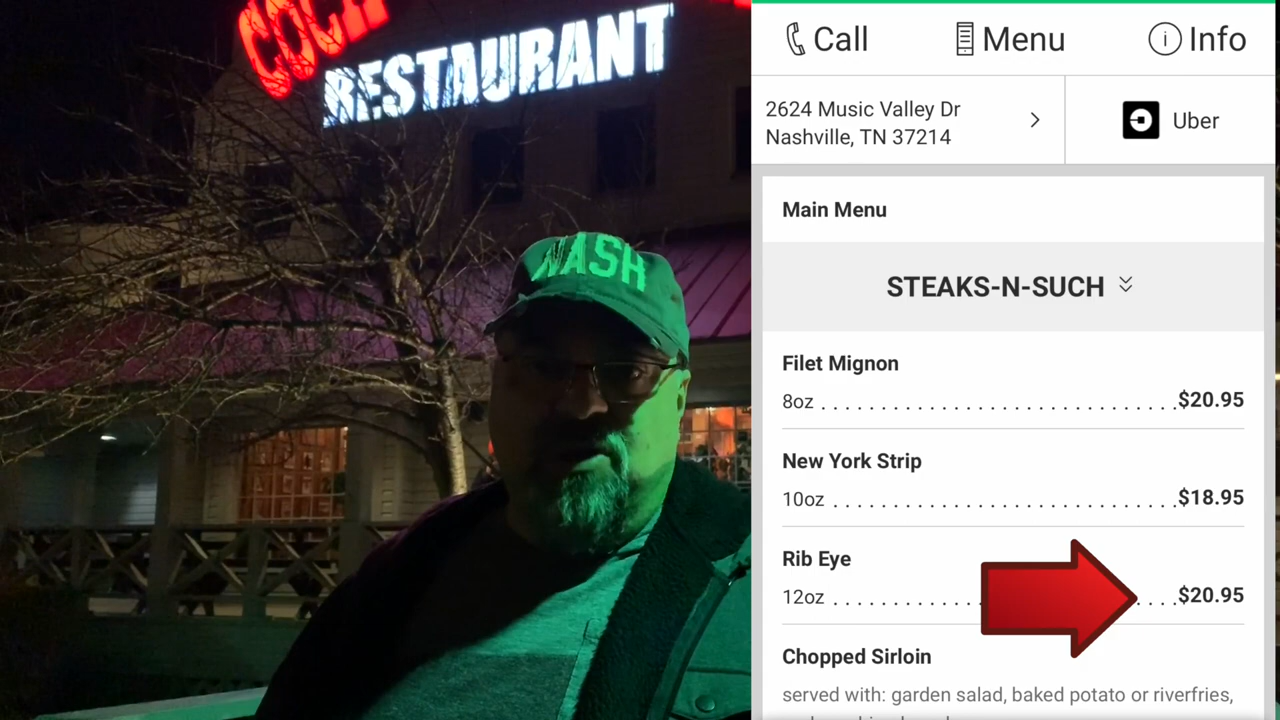 RESTAURANT
NASH
Call
Menu
Info
2624 Music Valley Dr
Nashville, TN 37214
Uber
Main Menu
STEAKS-N-SUCH
Filet Mignon
8oz . . . . . . . . . . . . . . . . . . . . . . . . . . . . . . $20.95
New York Strip
10oz . . . . . . . . . . . . . . . . . . . . . . . . . . . . . $18.95
Rib Eye
12oz . . . . . . . . . . . . . . . . $20.95
Chopped Sirloin
served with: garden salad, baked potato or riverfries,